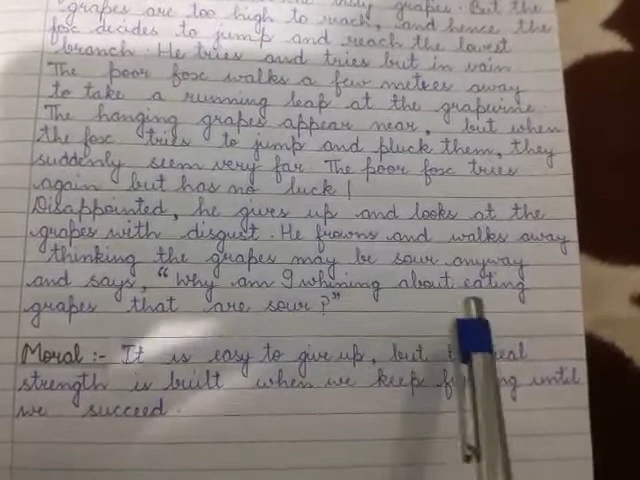 grapes. But the
grapes are too high to reach, and hence the
fox decides to jump and reach the lowest
branch. He tries and tries but in vain
The poor fox walks a few metres away
to take a running leap at the grapevine.
The hanging grapes appear near, but when
the fox tries to jump and pluck them, they
suddenly seem very far. The poor fox tries
again but has no luck!
Disappointed, he gives up and looks at the
grapes with disgust. He frowns and walks away
thinking the grapes may be sour anyway
and says, "Why am I whining about eating
grapes that are sour?"
Moral :- It is easy to give up, but
strength is built when we keep until
we succeed.